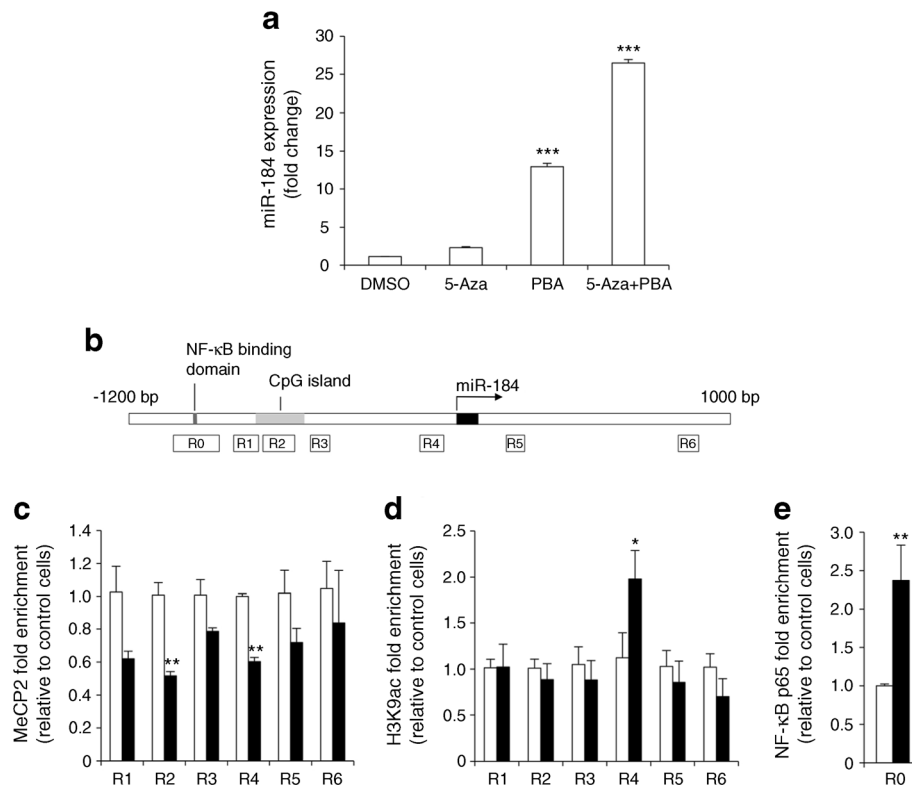 a
miR-184 expression
(fold change)
30
25
20
15
10
5
0
***
***
DMSO
5-Aza
PBA
5-Aza+PBA
b
NF-κB binding
domain
CpG island
miR-184
-1200 bp
1000 bp
R0
R1
R2
R3
R4
R5
R6
c
MeCP2 fold enrichment
(relative to control cells)
1.4
1.2
1.0
0.8
0.6
0.4
0.2
0
**
**
R1
R2
R3
R4
R5
R6
d
H3K9ac fold enrichment
(relative to control cells)
2.5
2.0
1.5
1.0
0.5
0
*
R1
R2
R3
R4
R5
R6
e
NF-κB p65 fold enrichment
(relative to control cells)
3.0
2.5
2.0
1.5
1.0
0.5
0
**
R0